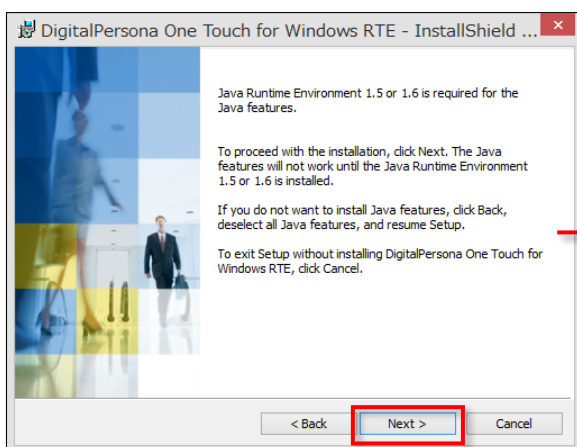 DigitalPersona One Touch for Windows RTE - InstallShield ...
Java Runtime Environment 1.5 or 1.6 is required for the
Java features.
To proceed with the installation, click Next. The Java
features will not work until the Java Runtime Environment
1.5 or 1.6 is installed.
If you do not want to install Java features, click Back,
deselect all Java features, and resume Setup.
To exit Setup without installing DigitalPersona One Touch for
Windows RTE, click Cancel.
< Back
Next >
Cancel